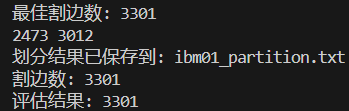 最佳割边数: 3301
2473 3012
划分结果已保存到: ibm01_partition.txt
割边数: 3301
评估结果: 3301